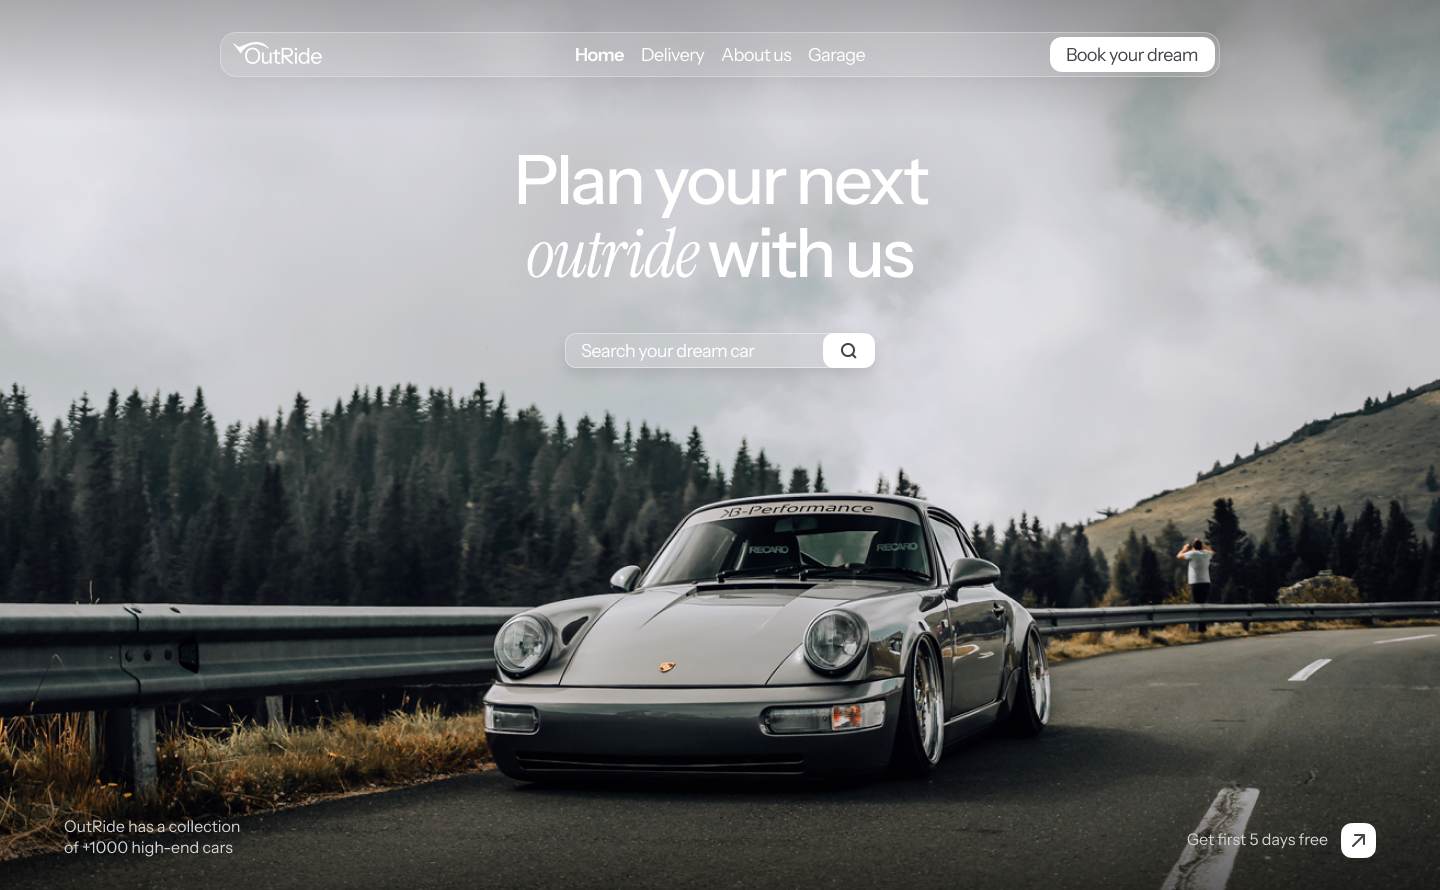 OutRide
Home
Delivery
About us
Garage
Book your dream
Plan your next
outride with us
Search your dream car
B-Performance
RECARO
RECARO
OutRide has a collection
of +1000 high-end cars
Get first 5 days free